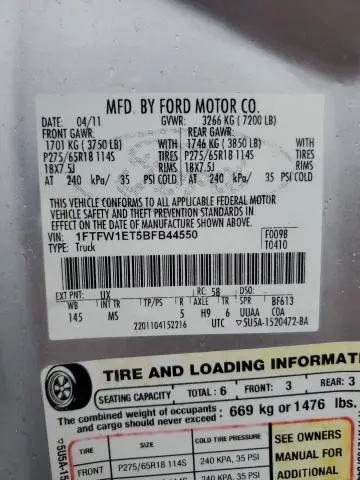 MFD. BY FORD MOTOR CO.
DATE: 04/11 GVWR: 3266 KG (7200 LB)
FRONT GAWR: REAR GAWR:
1701 KG (3750 LB) WITH 1746 KG (3850 LB) WITH
P275/65R18 114S TIRES P275/65R18 114S TIRES
18X7.5J RIMS 18X7.5J RIMS
AT 240 kPa/ 35 PSI COLD AT 240 kPa/ 35 PSI COLD
THIS VEHICLE CONFORMS TO ALL APPLICABLE FEDERAL MOTOR
VEHICLE SAFETY AND THEFT PREVENTION STANDARDS IN
EFFECT ON THE DATE OF MANUFACTURE SHOWN ABOVE.
VIN: 1FTFW1ET5BFB44550 F0098
TYPE: Truck T0410
EXT PNT: UX RC: 58
WB INT TR TP/PS R AXLE TR SPR BF613
145 MS 5 H9 6 UUAA COA
2201104152216 UTC ▽5U5A-1520472-BA
TIRE AND LOADING INFORMATI
SEATING CAPACITY TOTAL: 6 FRONT: 3 REAR: 3
The combined weight of occupants 669 kg or 1476 lbs.
and cargo should never exceed:
TIRE SIZE COLD TIRE PRESSURE SEE OWNERS
FRONT P275/65R18 114S 240 KPA, 35 PSI MANUAL FOR
240 KPA, 35 PSI ADDITIONAL
▽5U5A-15